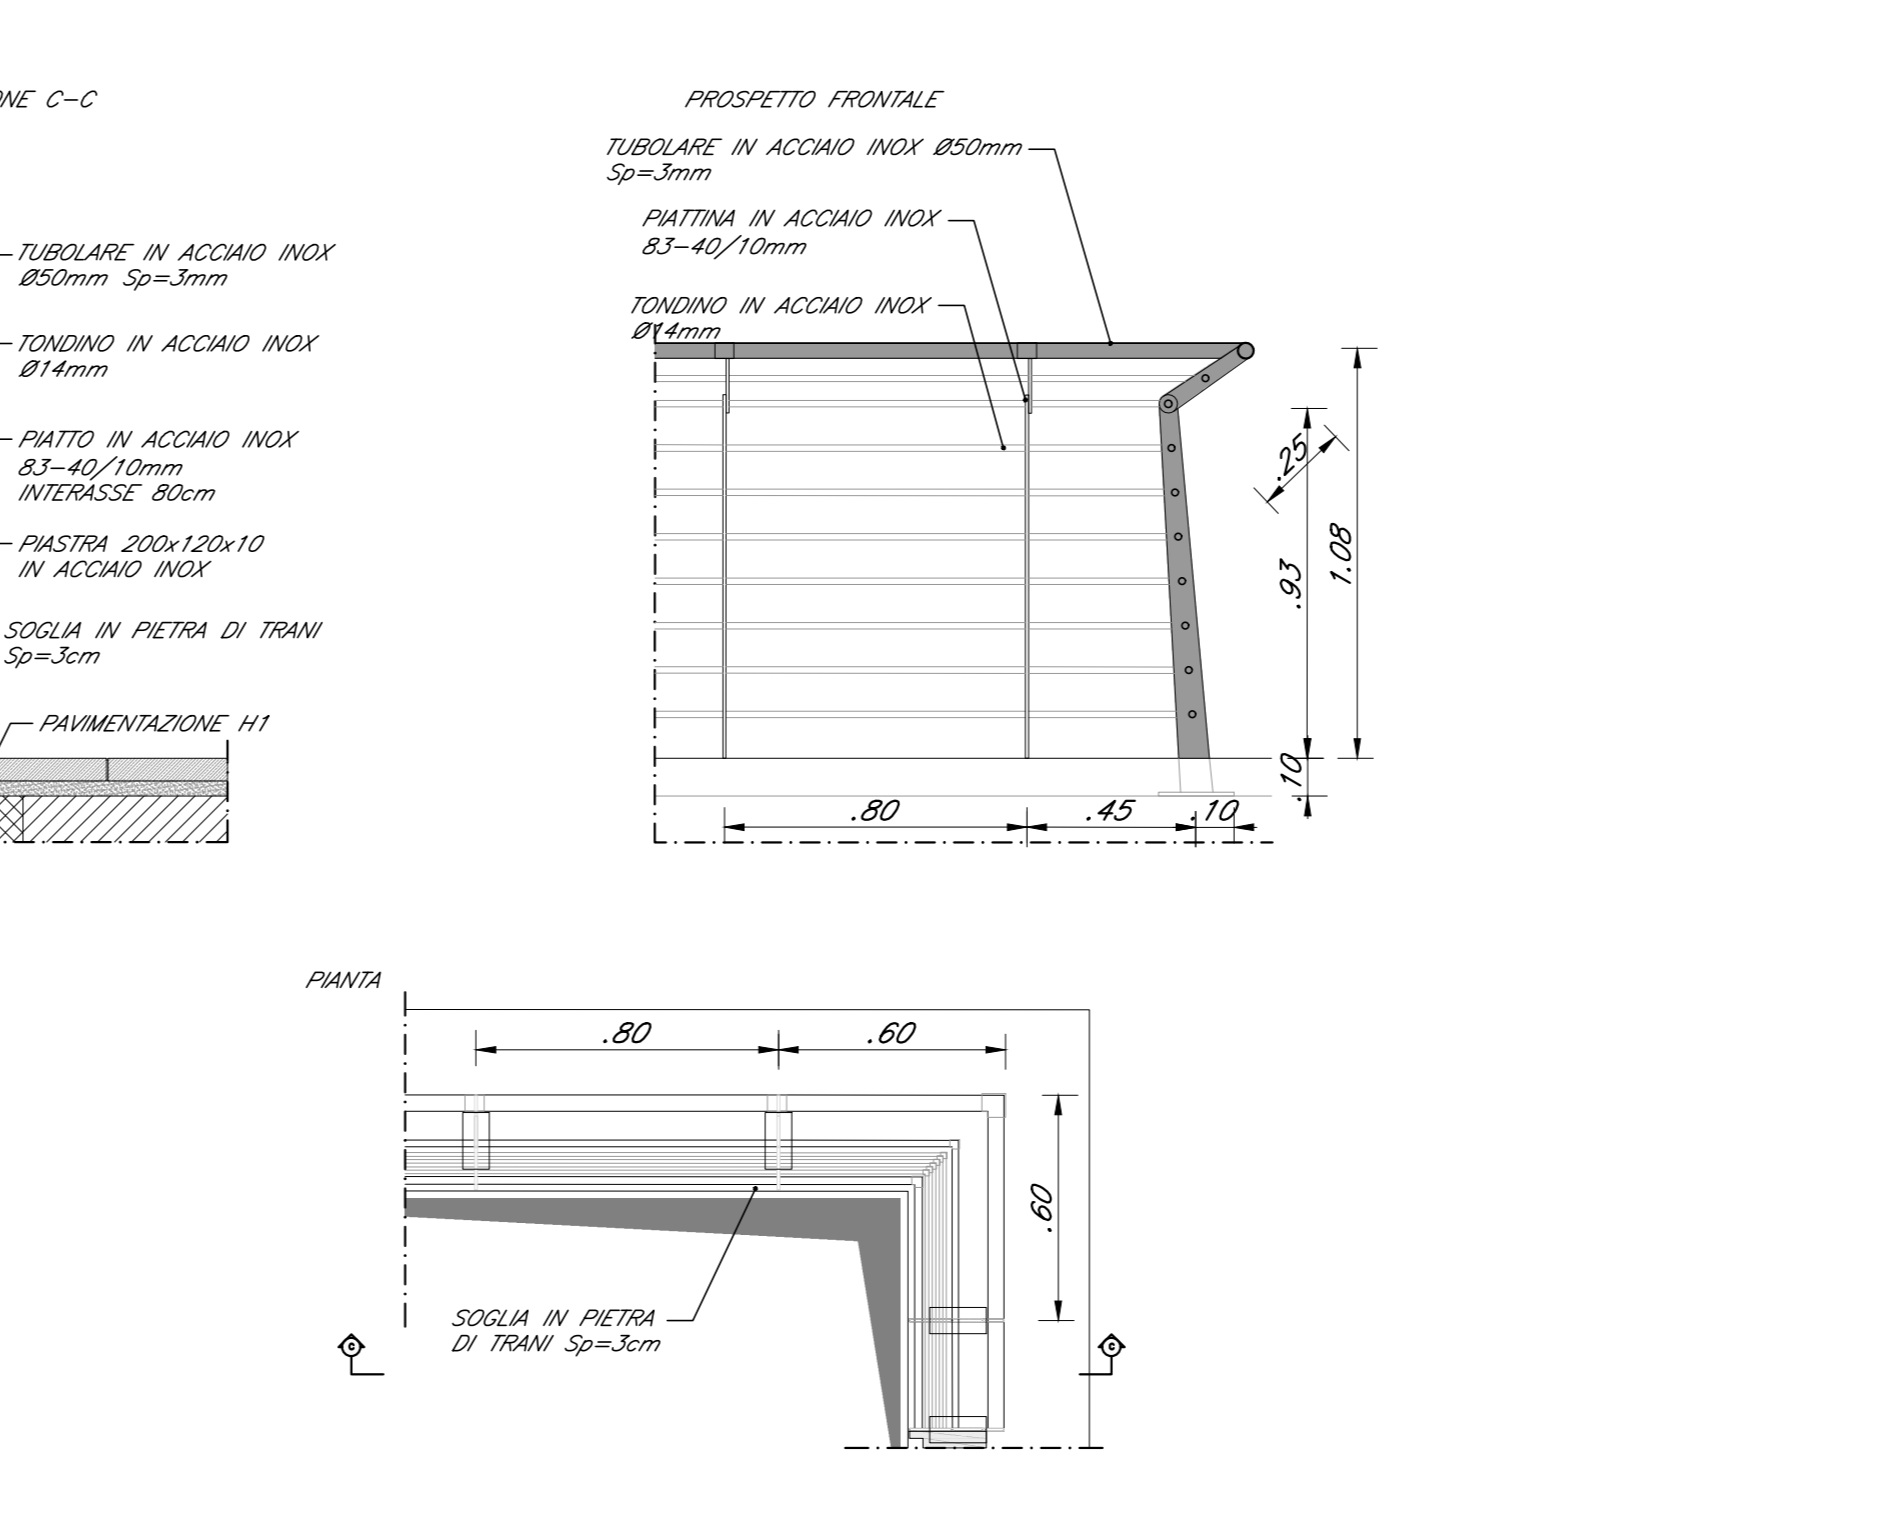 ONE C-C
TUBOLARE IN ACCIAIO INOX
Ø50mm Sp=3mm
TONDINO IN ACCIAIO INOX
Ø14mm
PIATTO IN ACCIAIO INOX
83-40/10mm
INTERASSE 80cm
PIASTRA 200x120x10
IN ACCIAIO INOX
SOGLIA IN PIETRA DI TRANI
Sp=3cm
PAVIMENTAZIONE H1
PROSPETTO FRONTALE
TUBOLARE IN ACCIAIO INOX Ø50mm
Sp=3mm
PIATTINA IN ACCIAIO INOX
83-40/10mm
TONDINO IN ACCIAIO INOX
Ø14mm
.25
.93
1.08
.10
.80
.45
.10
PIANTA
.80
.60
.60
SOGLIA IN PIETRA
DI TRANI Sp=3cm
C
C